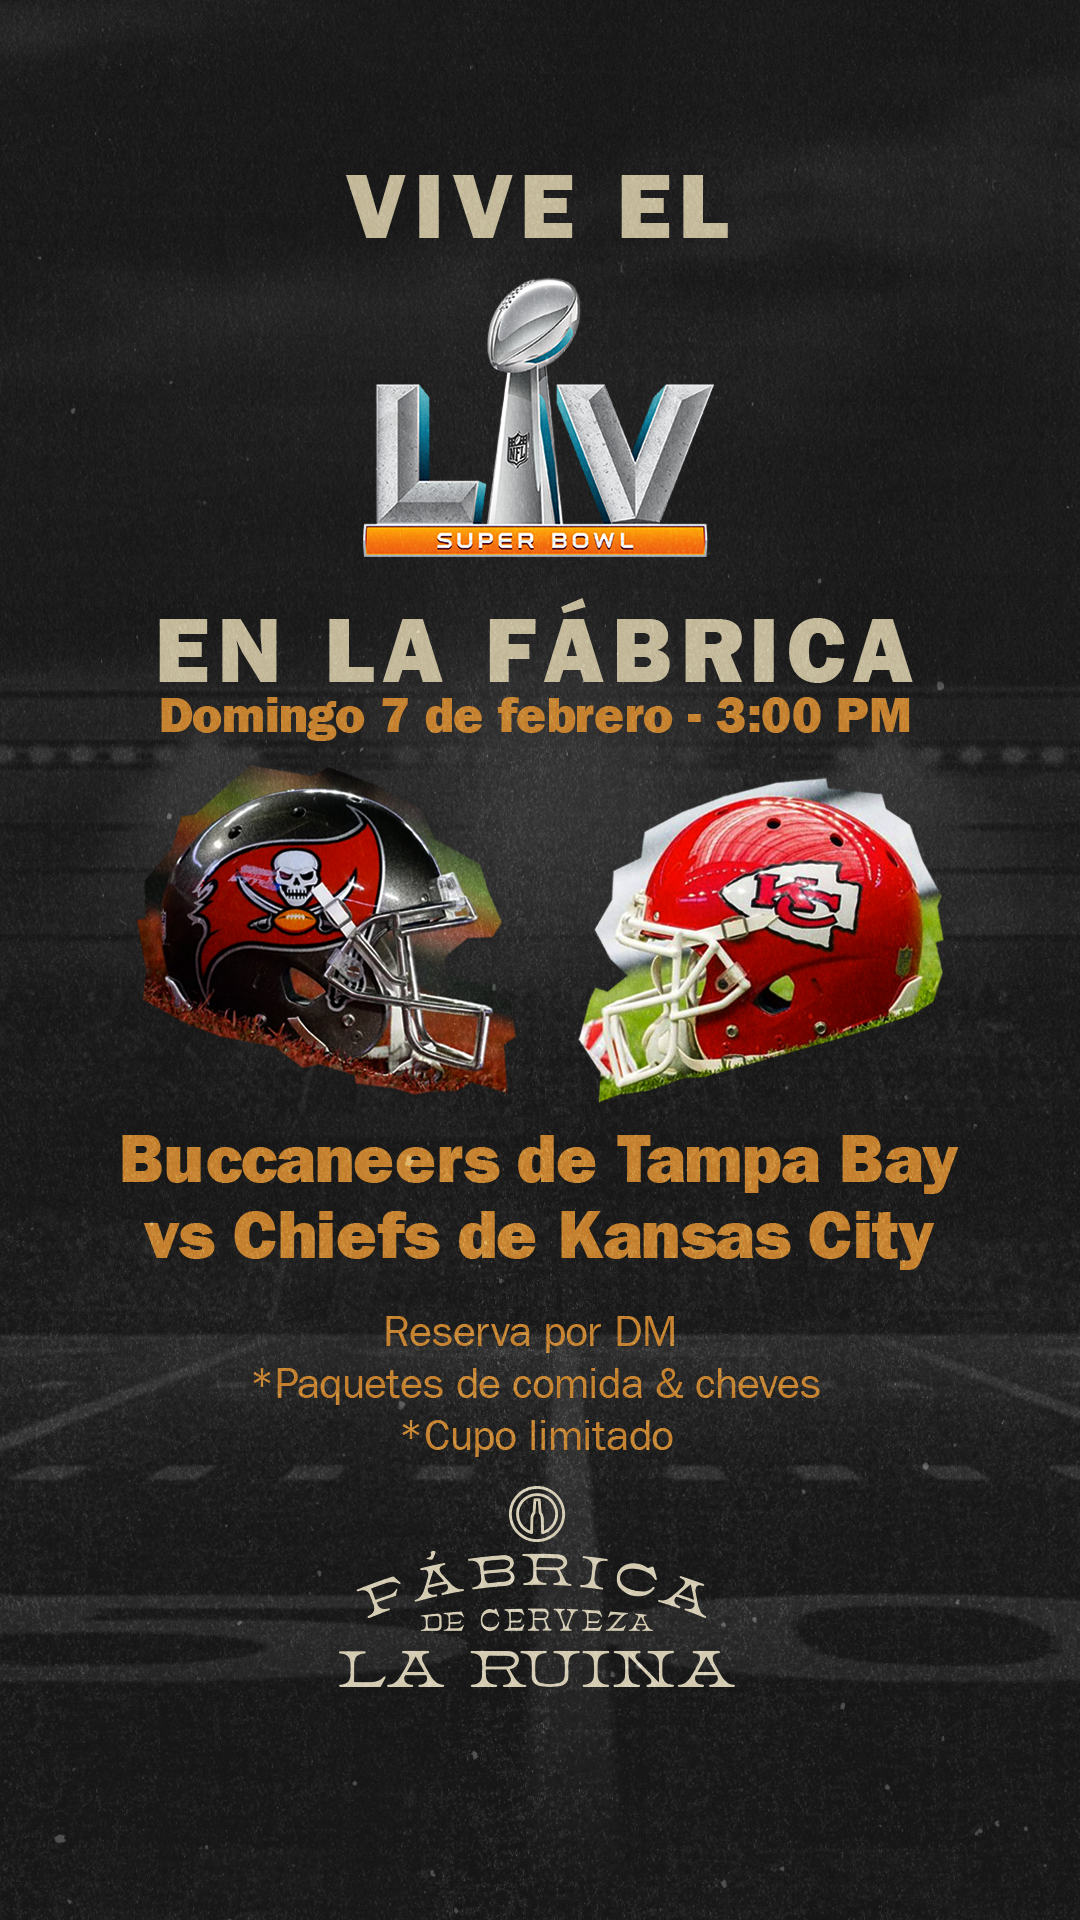 VIVE EL
LIV
NFL
SUPER BOWL
EN LA FÁBRICA
Domingo 7 de febrero - 3:00 PM
KC
Buccaneers de Tampa Bay
vs Chiefs de Kansas City
Reserva por DM
*Paquetes de comida & cheves
*Cupo limitado
FÁBRICA
DE CERVEZA
LA RUINA